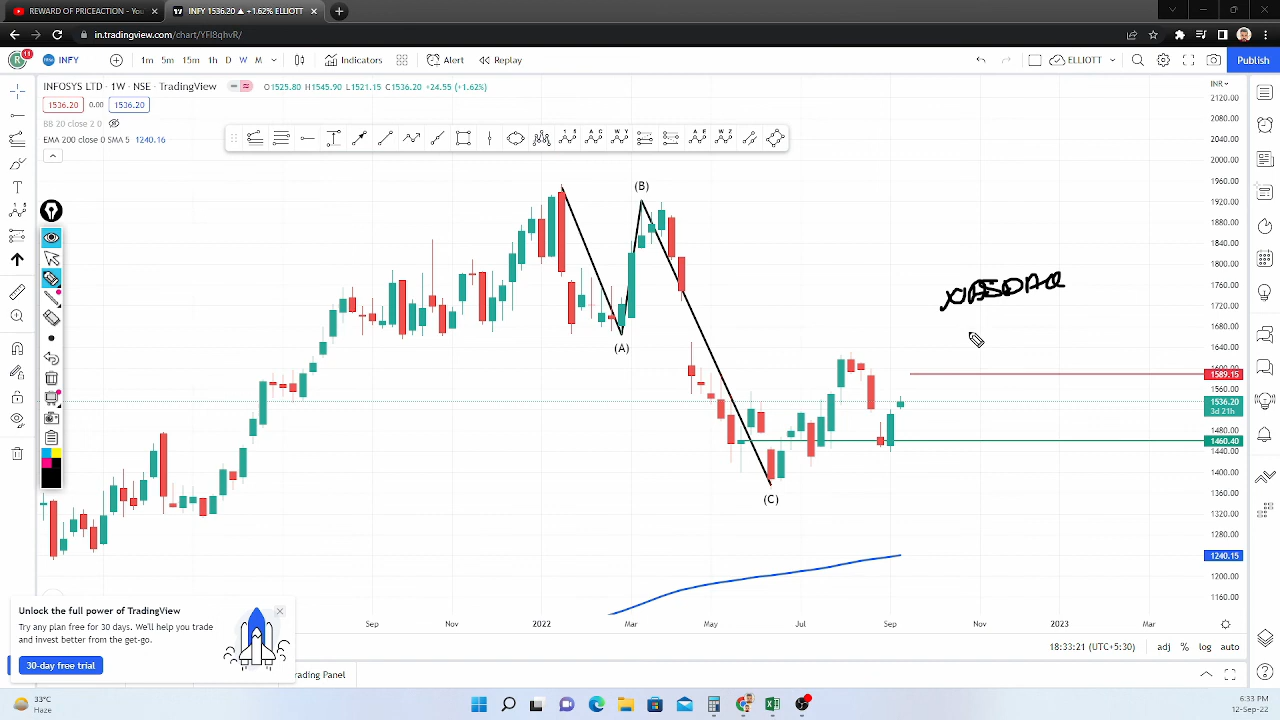 REWARD OF PRICEACTION - You
INFY 1536.20 ▲ +1.62% ELLIOTT
in.tradingview.com/chart/YFl8qhvR/
R 11 INFY 1m 5m 15m 1h D W M Indicators Alert Replay ELLIOTT Publish
INFOSYS LTD · 1W · NSE · TradingView O1525.80 H1545.90 L1521.15 C1536.20 +24.55 (+1.62%) INR
1536.20 0.00 1536.20
BB 20 close 2 0
EMA 200 close 0 SMA 5 1240.16
2120.00
2080.00
2040.00
2000.00
1960.00
(B)
1920.00
1880.00
1840.00
1800.00
1760.00
1720.00
1680.00
(A)
1640.00
1600.00
1589.15
1560.00
1536.20
3d 21h
1480.00
1460.40
1440.00
1400.00
(C)
1360.00
1320.00
1280.00
1240.15
1200.00
1160.00
Unlock the full power of TradingView
Try any plan free for 30 days. We'll help you trade
and invest better from the get-go.
30-day free trial
Sep Nov 2022 Mar May Jul Sep Nov 2023 Mar
18:33:21 (UTC+5:30) adj % log auto
rading Panel
33°C
Haze
6:33 PM
12-Sep-22